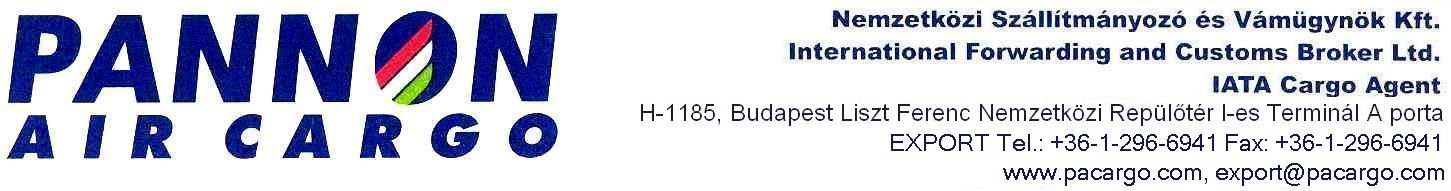 PANNON
AIR CARGO
Nemzetközi Szállítmányozó és Vámügynök Kft.
International Forwarding and Customs Broker Ltd.
IATA Cargo Agent
H-1185, Budapest Liszt Ferenc Nemzetközi Repülőtér I-es Terminál A porta
EXPORT Tel.: +36-1-296-6941 Fax: +36-1-296-6941
www.pacargo.com, export@pacargo.com